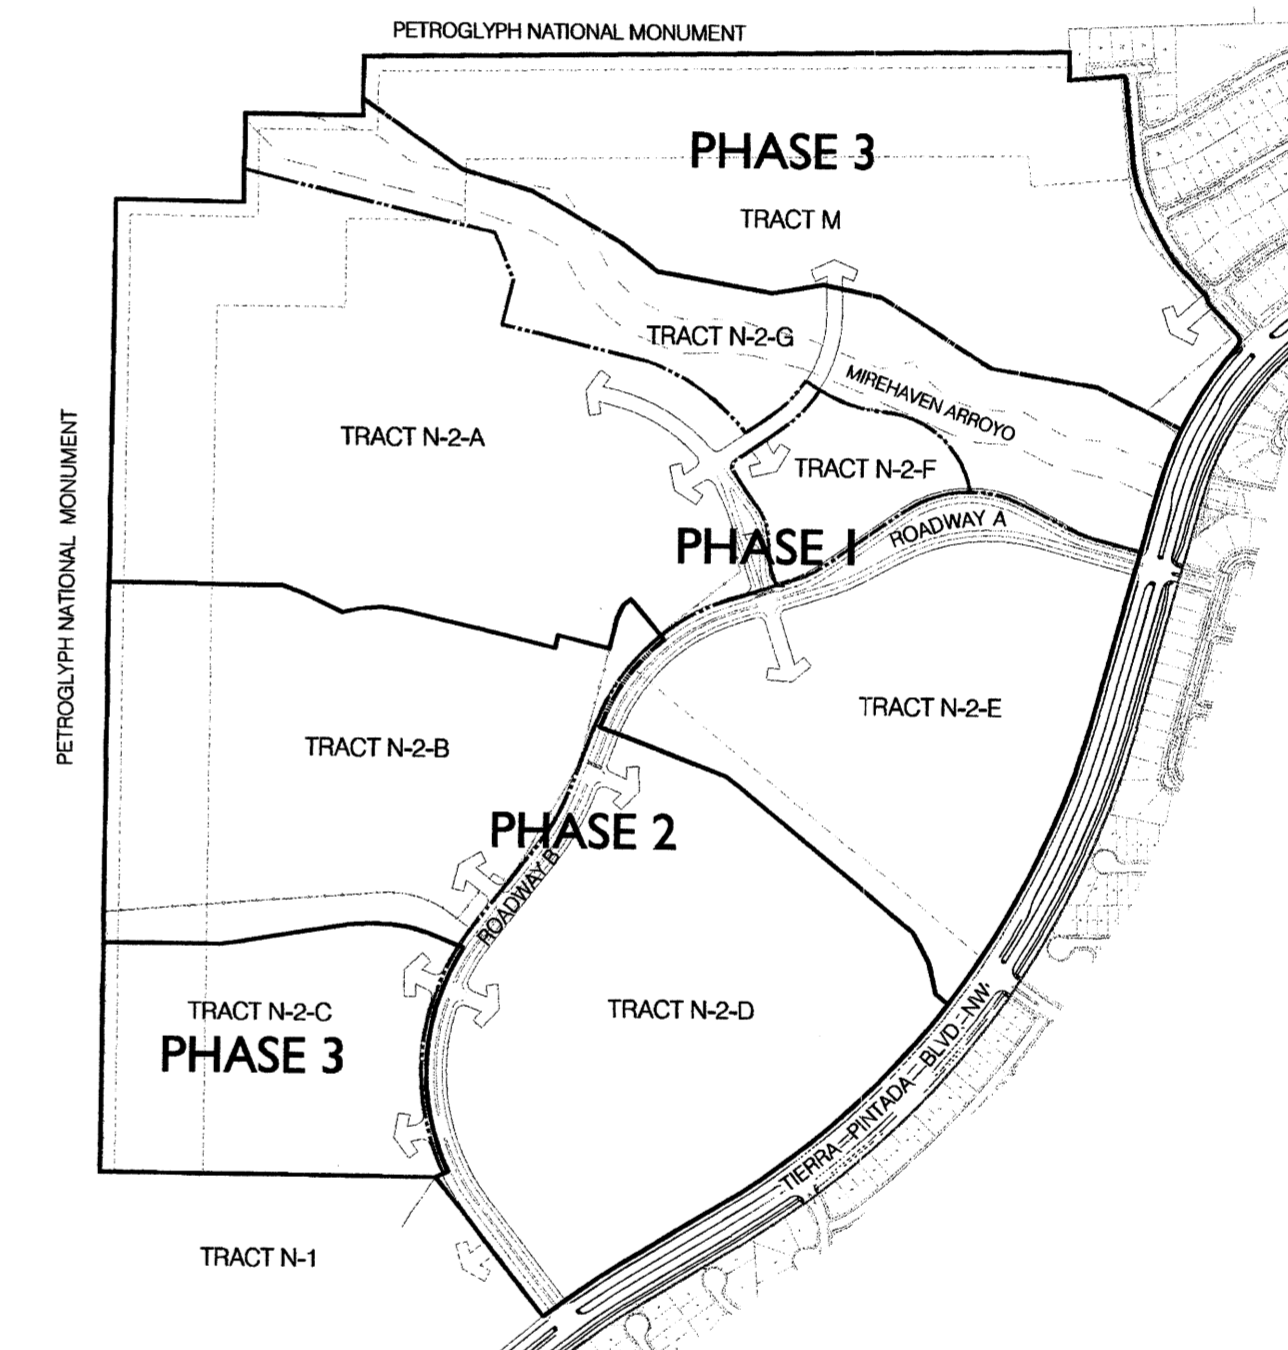 PETROGLYPH NATIONAL MONUMENT
PHASE 3
TRACT M
TRACT N-2-G
MIREHAVEN ARROYO
TRACT N-2-A
TRACT N-2-F
PETROGLYPH NATIONAL MONUMENT
ROADWAY A
PHASE 1
TRACT N-2-E
TRACT N-2-B
PHASE 2
ROADWAY B
TRACT N-2-C
TRACT N-2-D
PHASE 3
TIERRA PINTADA BLVD NW
TRACT N-1